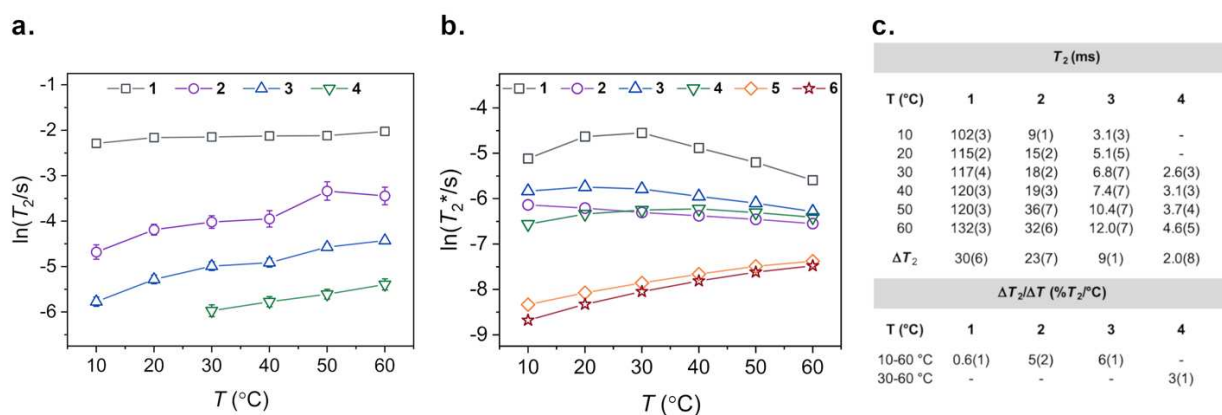 a.
ln(T₂/s)
-1
-2
-3
-4
-5
-6
1 2 3 4
10 20 30 40 50 60
T (°C)
b.
ln(T₂*/s)
-4
-5
-6
-7
-8
-9
1 2 3 4 5 6
10 20 30 40 50 60
T (°C)
c.
T₂ (ms)
T (°C) 1 2 3 4
10 102(3) 9(1) 3.1(3) -
20 115(2) 15(2) 5.1(5) -
30 117(4) 18(2) 6.8(7) 2.6(3)
40 120(3) 19(3) 7.4(7) 3.1(3)
50 120(3) 36(7) 10.4(7) 3.7(4)
60 132(3) 32(6) 12.0(7) 4.6(5)
ΔT₂ 30(6) 23(7) 9(1) 2.0(8)
ΔT₂/ΔT (%T₂/°C)
T (°C) 1 2 3 4
10-60 °C 0.6(1) 5(2) 6(1) -
30-60 °C - - - 3(1)